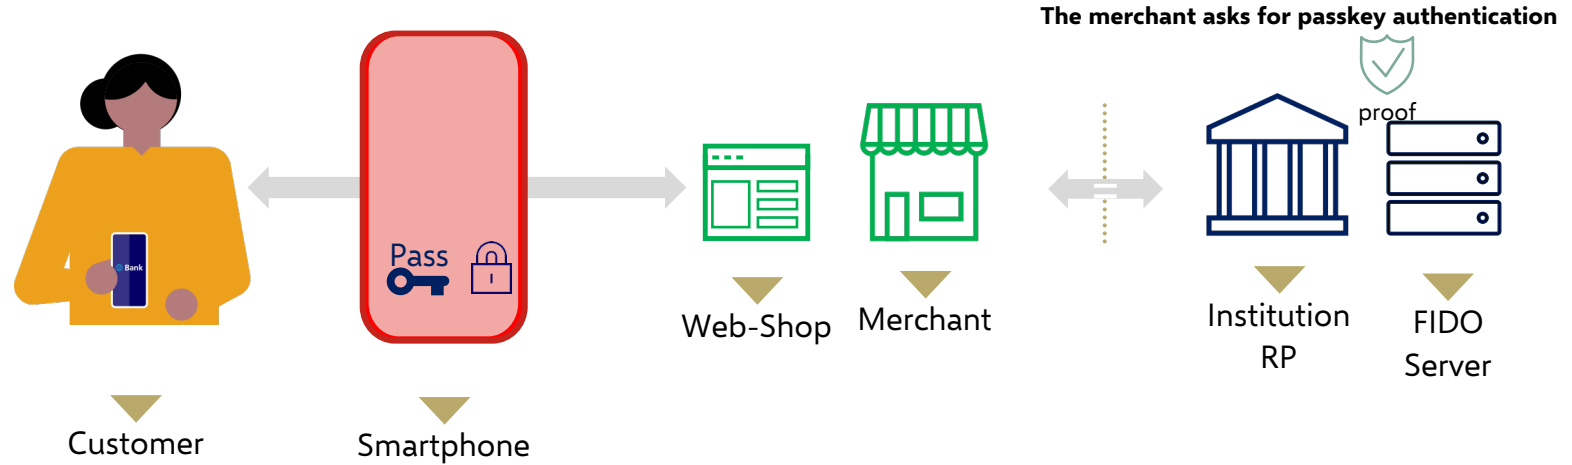 The merchant asks for passkey authentication
proof
Bank
Pass
Web-Shop
Merchant
Institution
RP
FIDO
Server
Customer
Smartphone